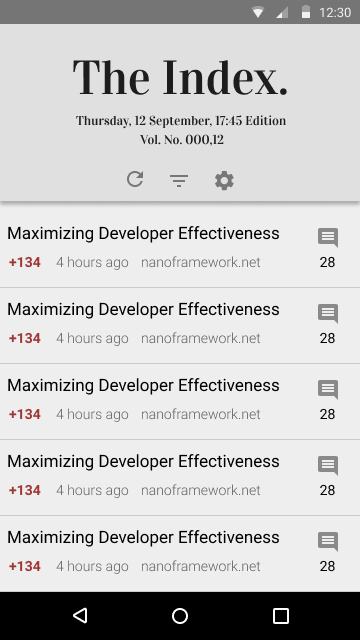 12:30
The Index.
Thursday, 12 September, 17:45 Edition
Vol. No. 000,12
Maximizing Developer Effectiveness
+134 4 hours ago nanoframework.net 28
Maximizing Developer Effectiveness
+134 4 hours ago nanoframework.net 28
Maximizing Developer Effectiveness
+134 4 hours ago nanoframework.net 28
Maximizing Developer Effectiveness
+134 4 hours ago nanoframework.net 28
Maximizing Developer Effectiveness
+134 4 hours ago nanoframework.net 28